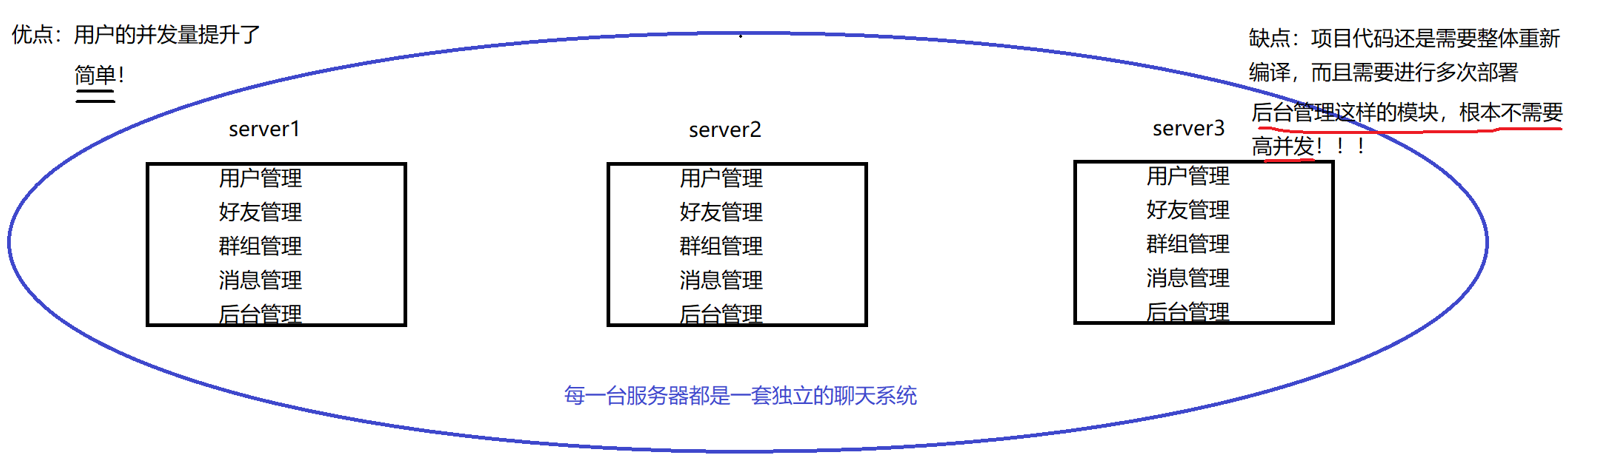 优点：用户的并发量提升了
简单！
缺点：项目代码还是需要整体重新
编译，而且需要进行多次部署
后台管理这样的模块，根本不需要
高并发！！！
server1
用户管理
好友管理
群组管理
消息管理
后台管理
server2
用户管理
好友管理
群组管理
消息管理
后台管理
server3
用户管理
好友管理
群组管理
消息管理
后台管理
每一台服务器都是一套独立的聊天系统